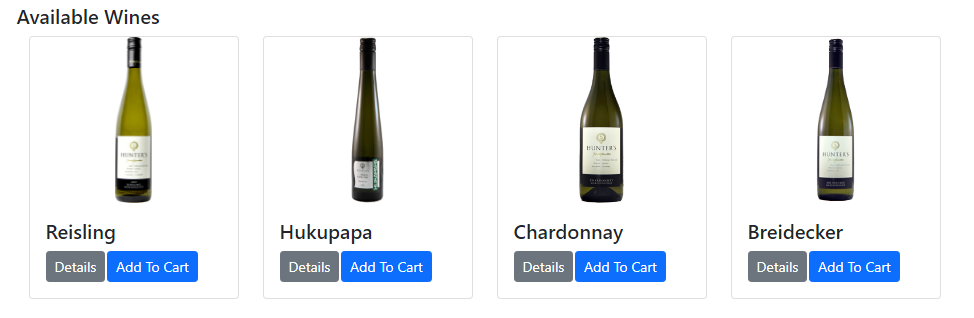 Available Wines
HUNTER'S
HUNTER'S
CHARDONNAY
HUNTER'S
Reisling
Hukupapa
Chardonnay
Breidecker
Details
Add To Cart
Details
Add To Cart
Details
Add To Cart
Details
Add To Cart